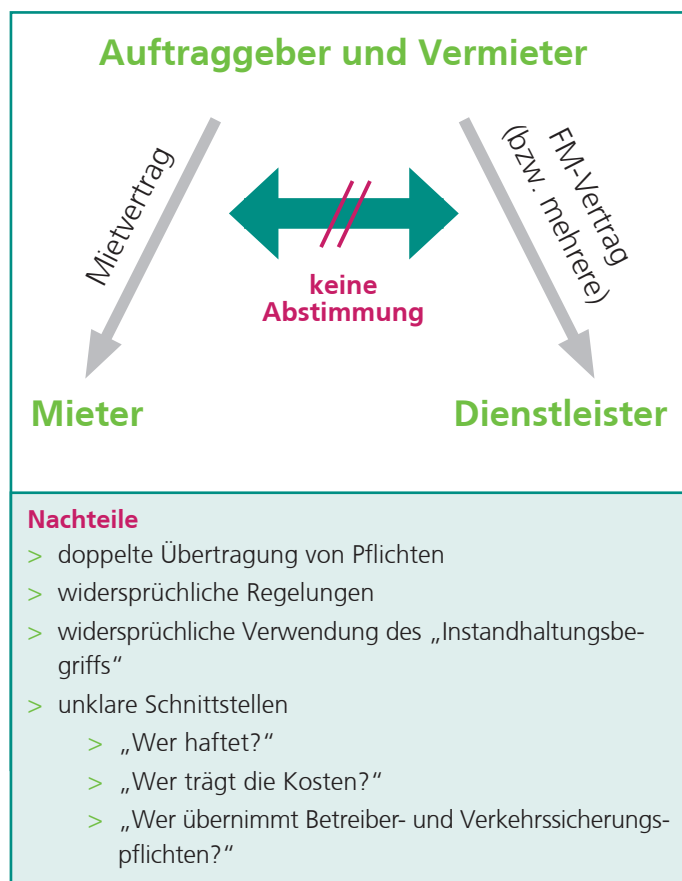 Auftraggeber und Vermieter
Mietvertrag
FM-Vertrag
(bzw. mehrere)
keine
Abstimmung
Mieter
Dienstleister
Nachteile
> doppelte Übertragung von Pflichten
> widersprüchliche Regelungen
> widersprüchliche Verwendung des „Instandhaltungsbe-
griffs“
> unklare Schnittstellen
> „Wer haftet?“
> „Wer trägt die Kosten?“
> „Wer übernimmt Betreiber- und Verkehrssicherungs-
pflichten?“